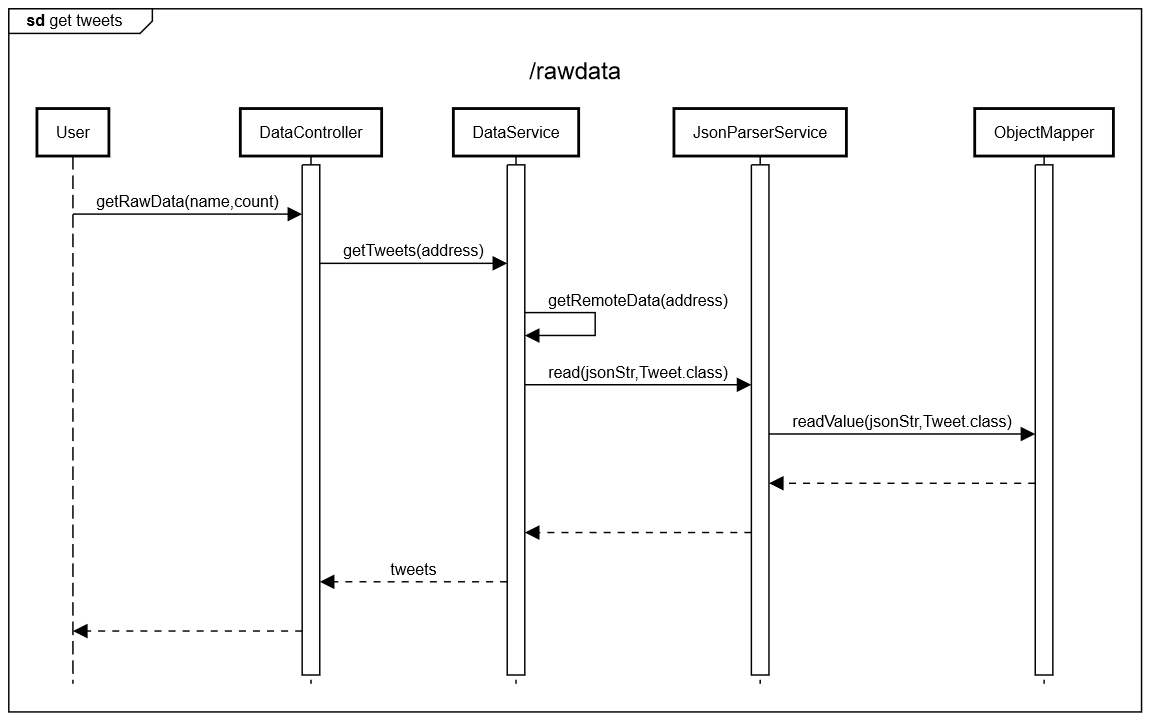 sd get tweets
/rawdata
User
DataController
DataService
JsonParserService
ObjectMapper
getRawData(name,count)
getTweets(address)
getRemoteData(address)
read(jsonStr,Tweet.class)
readValue(jsonStr,Tweet.class)
tweets